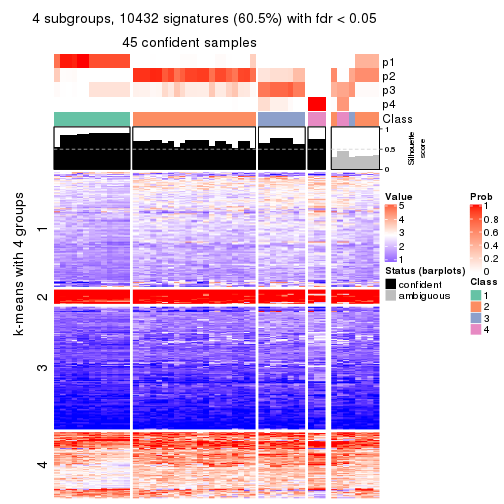 4 subgroups, 10432 signatures (60.5%) with fdr < 0.05
45 confident samples
p1
p2
p3
p4
Class
1
0.5
0
Silhouette
score
k-means with 4 groups
1
2
3
4
Value
5
4
3
2
1
Status (barplots)
confident
ambiguous
Prob
1
0.8
0.6
0.4
0.2
0
Class
1
2
3
4